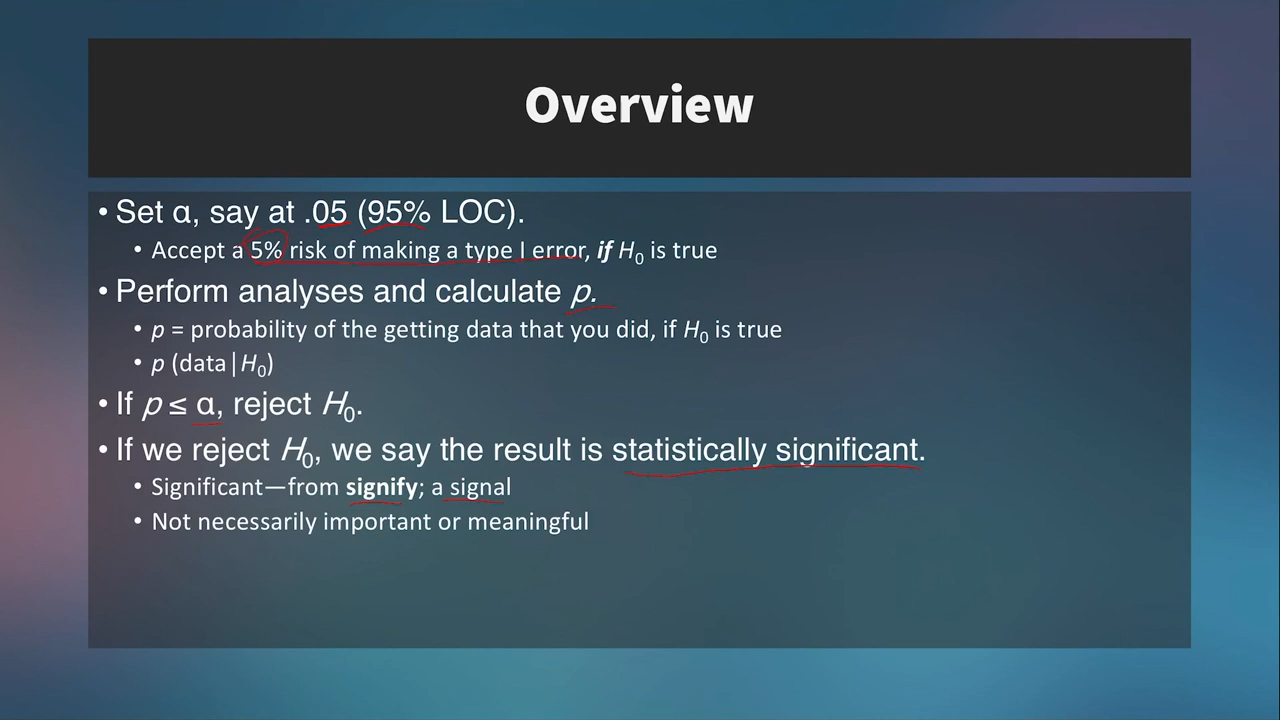 Overview
• Set α, say at .05 (95% LOC).
• Accept a 5% risk of making a type I error, if H₀ is true
• Perform analyses and calculate p.
• p = probability of the getting data that you did, if H₀ is true
• p (data|H₀)
• If p ≤ α, reject H₀.
• If we reject H₀, we say the result is statistically significant.
• Significant—from signify; a signal
• Not necessarily important or meaningful